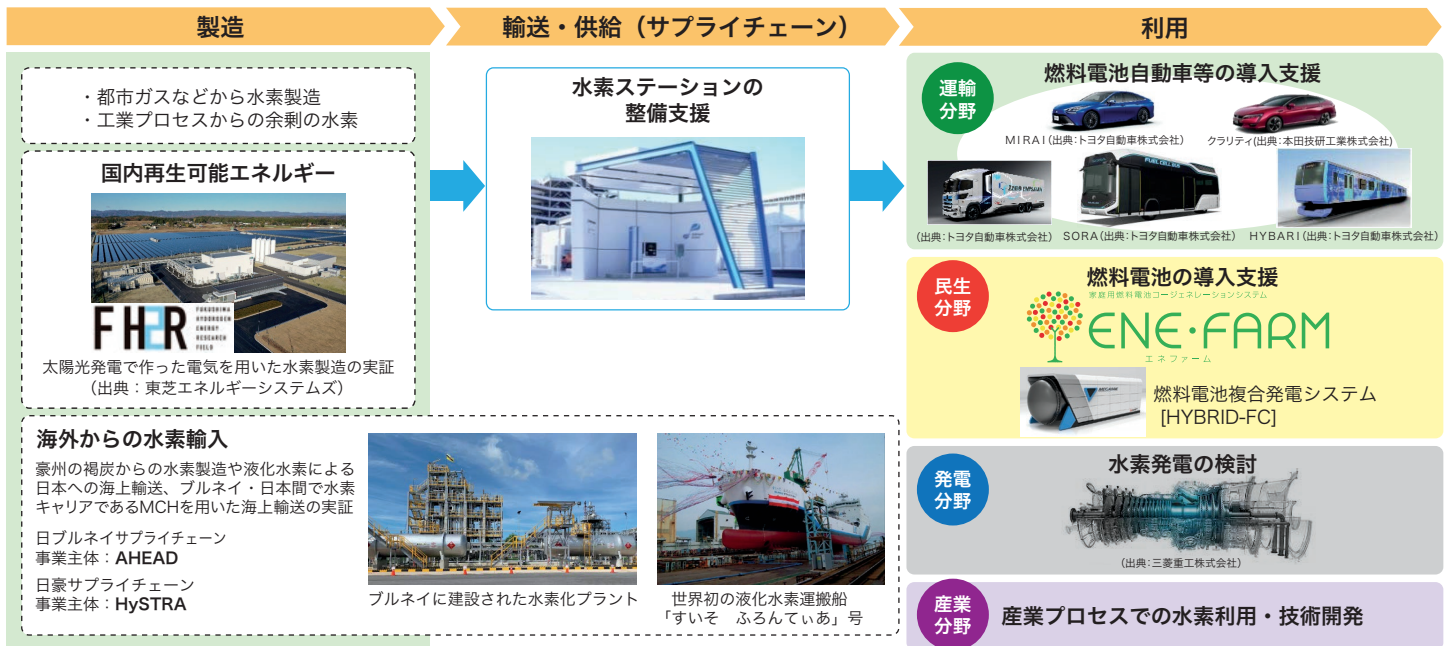 製造
輸送・供給（サプライチェーン）
利用
・都市ガスなどから水素製造
・工業プロセスからの余剰の水素
国内再生可能エネルギー
FH2R
FUKUSHIMA
HYDROGEN
ENERGY
RESEARCH
FIELD
太陽光発電で作った電気を用いた水素製造の実証
（出典：東芝エネルギーシステムズ）
海外からの水素輸入
豪州の褐炭からの水素製造や液化水素による
日本への海上輸送、ブルネイ・日本間で水素
キャリアであるMCHを用いた海上輸送の実証
日ブルネイサプライチェーン
事業主体：AHEAD
日豪サプライチェーン
事業主体：HySTRA
ブルネイに建設された水素化プラント
世界初の液化水素運搬船
「すいそ　ふろんてぃあ」号
水素ステーションの
整備支援
運輸
分野
燃料電池自動車等の導入支援
MIRAI（出典：トヨタ自動車株式会社）
クラリティ(出典：本田技研工業株式会社)
FUEL CELL BUS
（出典：トヨタ自動車株式会社）
SORA（出典：トヨタ自動車株式会社）
HYBARI（出典：トヨタ自動車株式会社）
民生
分野
燃料電池の導入支援
家庭用燃料電池コージェネレーションシステム
ENE・FARM
エネファーム
燃料電池複合発電システム
[HYBRID-FC]
発電
分野
水素発電の検討
（出典：三菱重工株式会社）
産業
分野
産業プロセスでの水素利用・技術開発